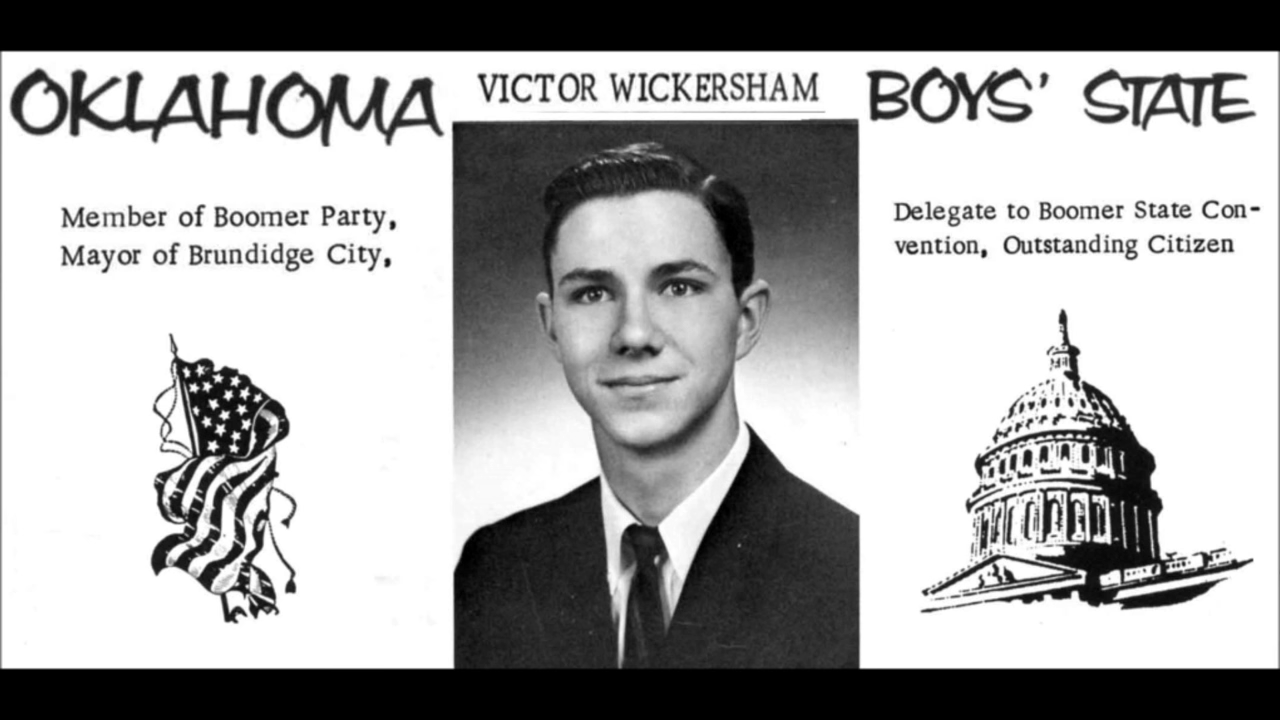 OKLAHOMA
VICTOR WICKERSHAM
BOYS' STATE
Member of Boomer Party,
Mayor of Brundidge City,
Delegate to Boomer State Con-
vention, Outstanding Citizen